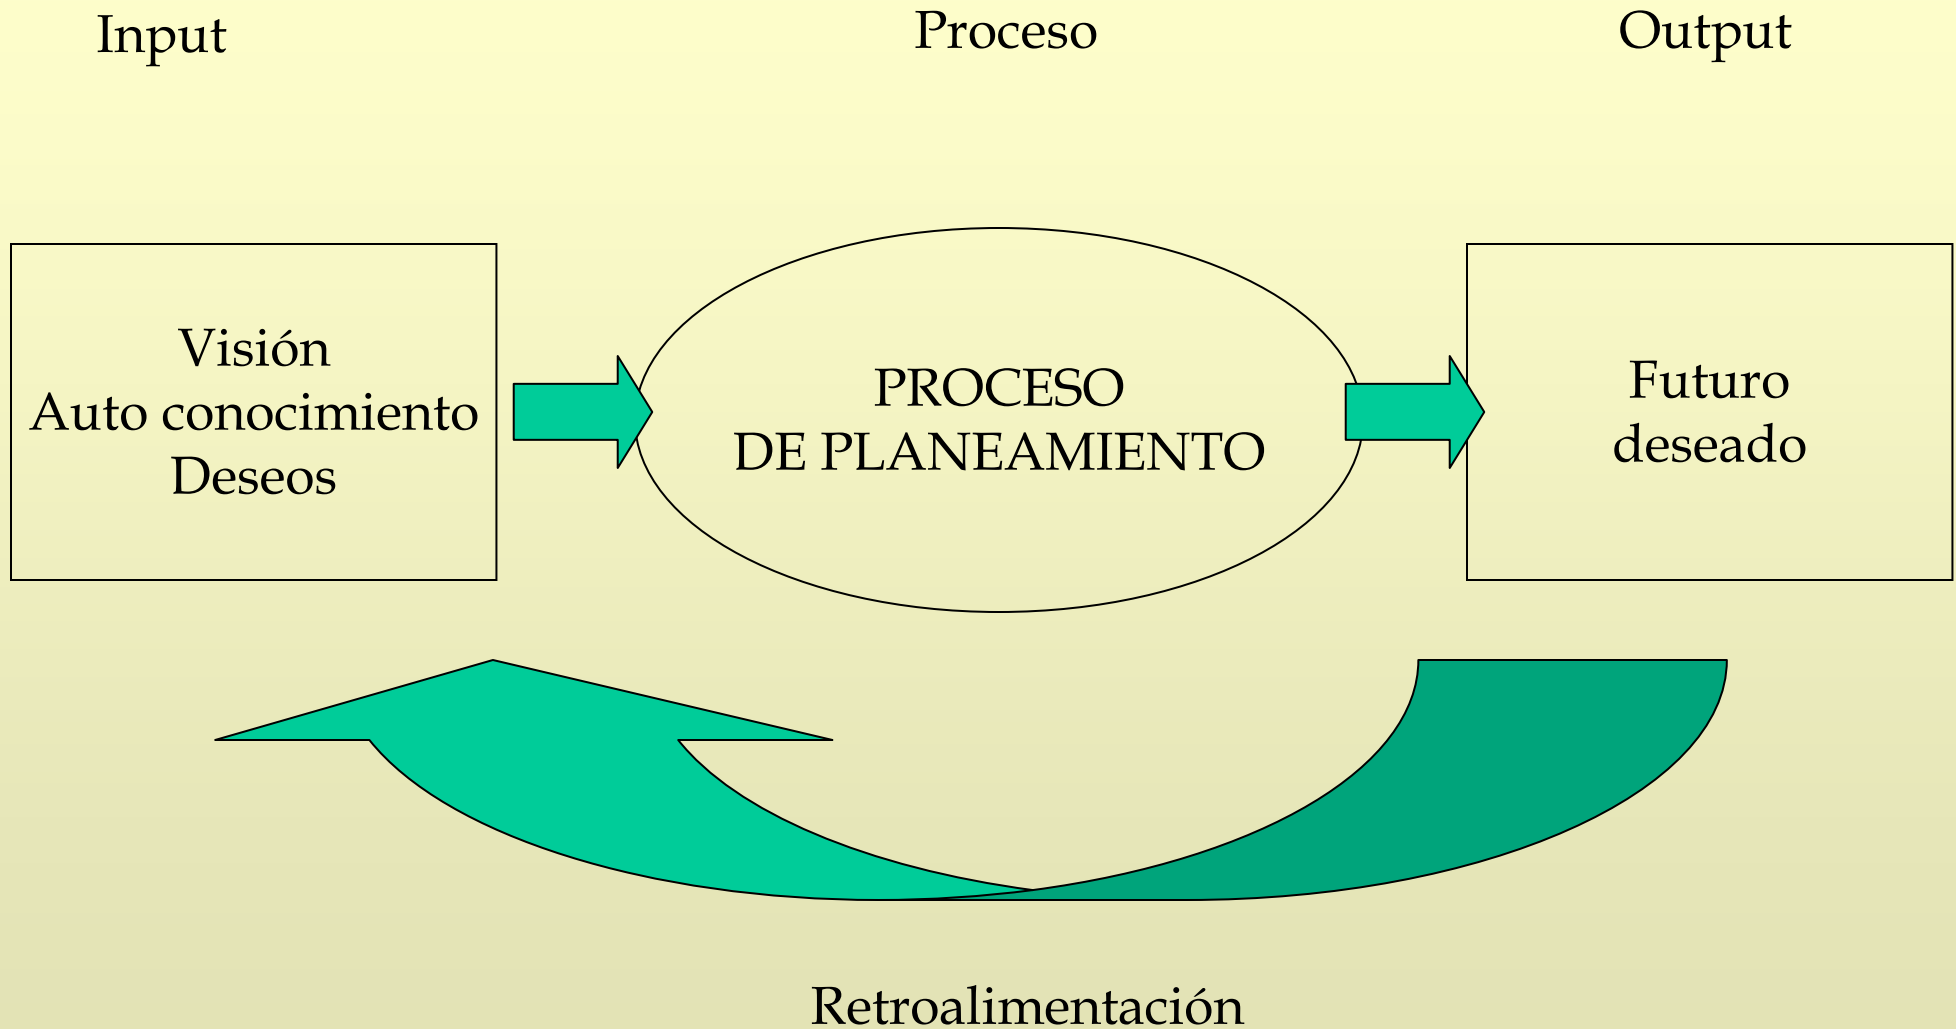 Input
Proceso
Output
Visión
Auto conocimiento
Deseos
PROCESO
DE PLANEAMIENTO
Futuro
deseado
Retroalimentación